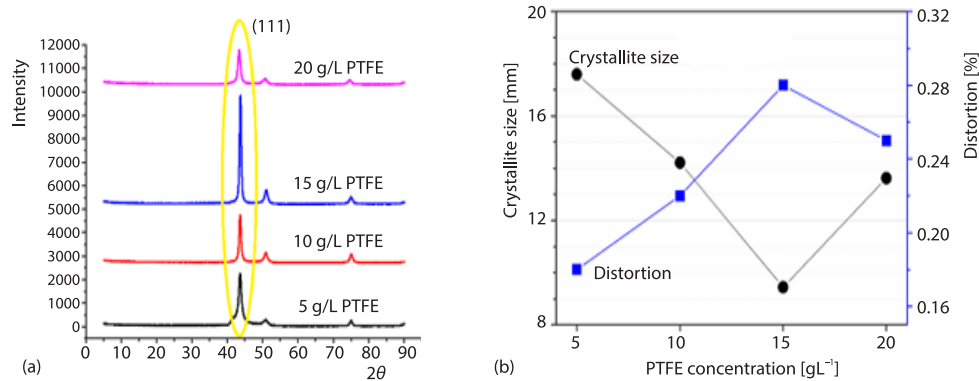 (111)
12000
11000
10000
9000
8000
7000
6000
5000
4000
3000
2000
1000
0
Intensity
20 g/L PTFE
15 g/L PTFE
10 g/L PTFE
5 g/L PTFE
0 10 20 30 40 50 60 70 80 90
2θ
(a)
20
16
12
8
Crystallite size [mm]
Crystallite size
Distortion
0.32
0.28
0.24
0.20
0.16
Distortion [%]
5 10 15 20
PTFE concentration [gL⁻¹]
(b)